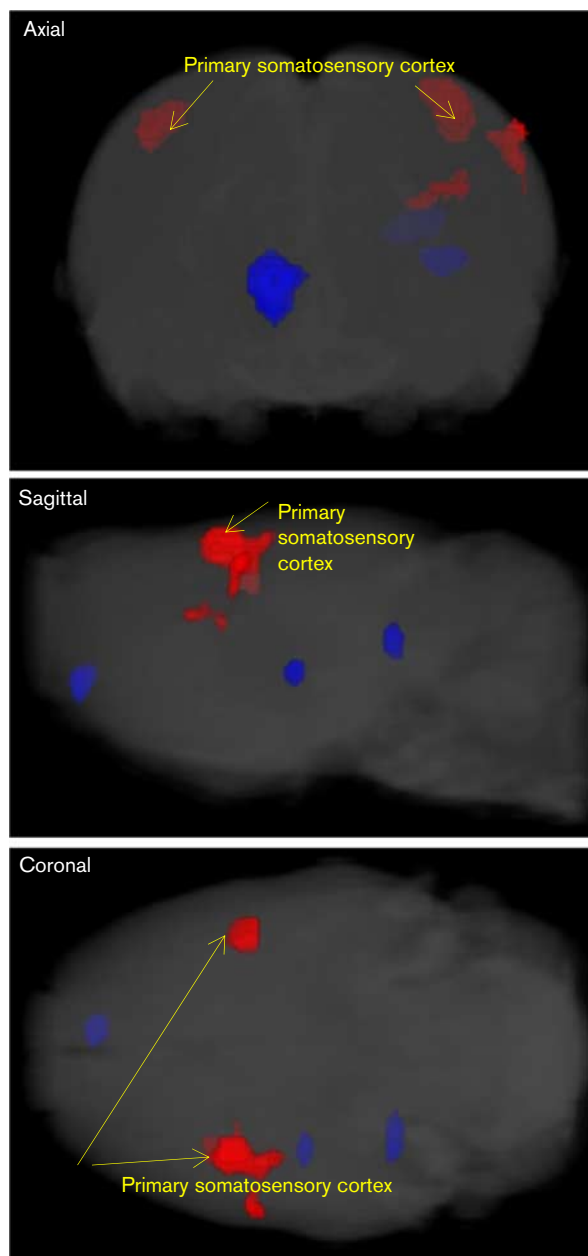 Axial
Primary somatosensory cortex
Sagittal
Primary
somatosensory
cortex
Coronal
Primary somatosensory cortex